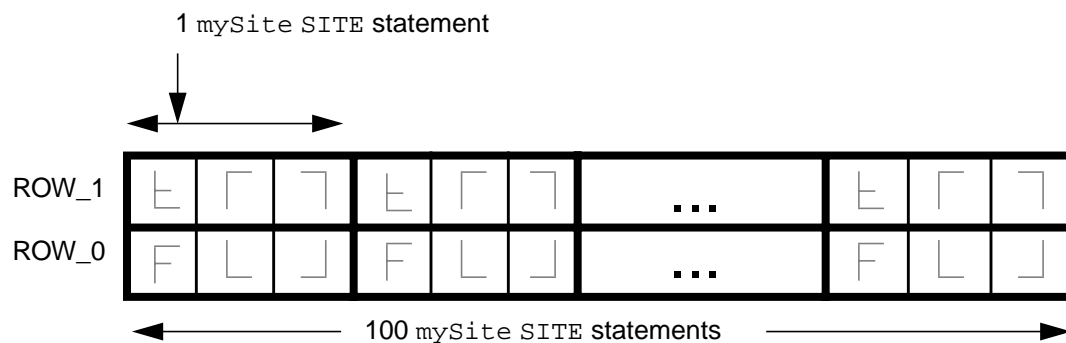 1 mySite SITE statement
ROW_1 ...
ROW_0 F F ... F
100 mySite SITE statements